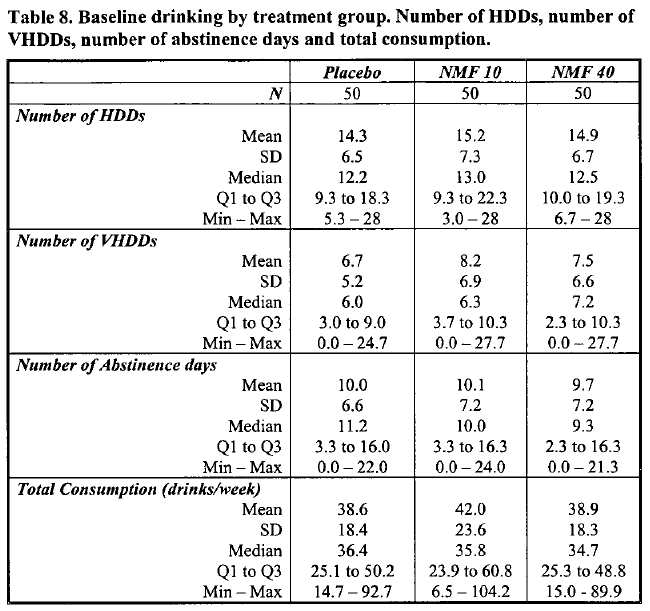 Table 8. Baseline drinking by treatment group. Number of HDDs, number of
VHDDs, number of abstinence days and total consumption.
Placebo NMF 10 NMF 40
N 50 50 50
Number of HDDs
Mean 14.3 15.2 14.9
SD 6.5 7.3 6.7
Median 12.2 13.0 12.5
Q1 to Q3 9.3 to 18.3 9.3 to 22.3 10.0 to 19.3
Min – Max 5.3 – 28 3.0 – 28 6.7 – 28
Number of VHDDs
Mean 6.7 8.2 7.5
SD 5.2 6.9 6.6
Median 6.0 6.3 7.2
Q1 to Q3 3.0 to 9.0 3.7 to 10.3 2.3 to 10.3
Min – Max 0.0 – 24.7 0.0 – 27.7 0.0 – 27.7
Number of Abstinence days
Mean 10.0 10.1 9.7
SD 6.6 7.2 7.2
Median 11.2 10.0 9.3
Q1 to Q3 3.3 to 16.0 3.3 to 16.3 2.3 to 16.3
Min – Max 0.0 – 22.0 0.0 – 24.0 0.0 – 21.3
Total Consumption (drinks/week)
Mean 38.6 42.0 38.9
SD 18.4 23.6 18.3
Median 36.4 35.8 34.7
Q1 to Q3 25.1 to 50.2 23.9 to 60.8 25.3 to 48.8
Min – Max 14.7 – 92.7 6.5 – 104.2 15.0 - 89.9